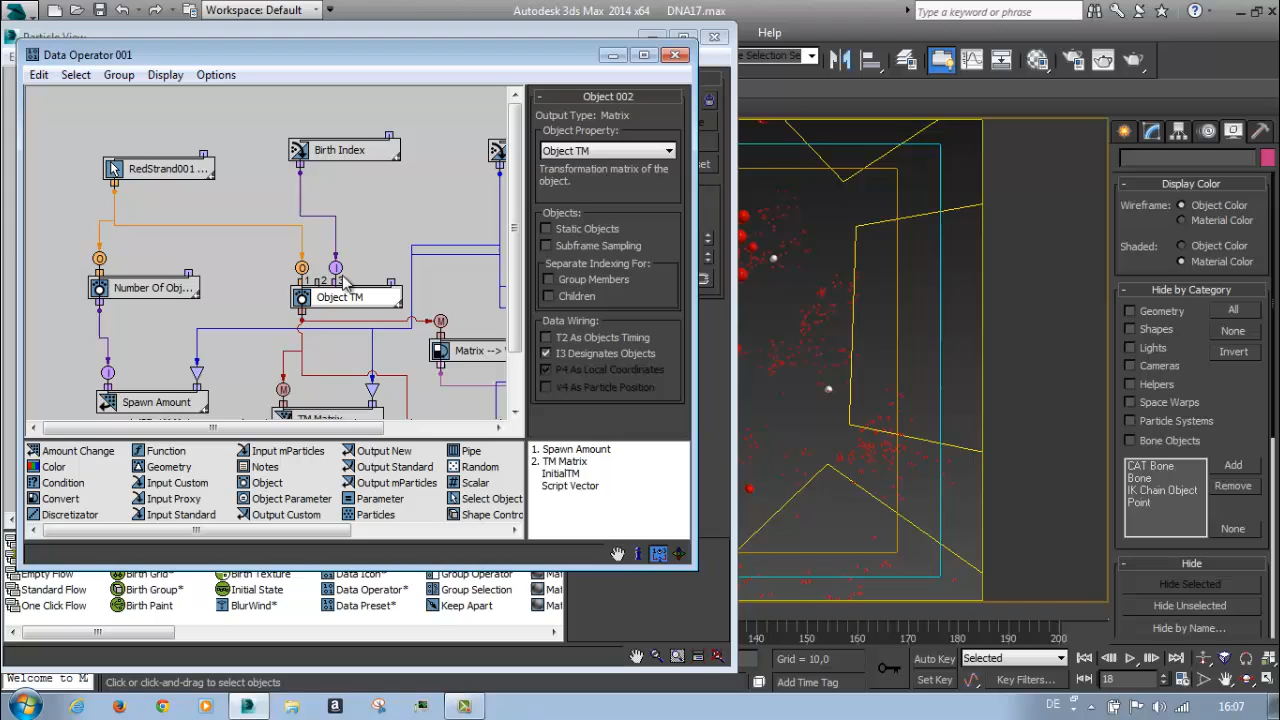 Workspace: Default
Autodesk 3ds Max 2014 x64
DNA17.max
Type a keyword or phrase
Help
Data Operator 001
Edit
Select
Group
Display
Options
Selection Se
Birth Index
RedStrand001 ...
Number Of Obj...
1
2
3
Object TM
Matrix -->
Spawn Amount
TM Matrix
Object 002
Output Type: Matrix
Object Property:
Object TM
Transformation matrix of the
object.
Objects:
Static Objects
Subframe Sampling
Separate Indexing For:
Group Members
Children
Data Wiring:
T2 As Objects Timing
I3 Designates Objects
P4 As Local Coordinates
V4 As Particle Position
Amount Change
Function
Input mParticles
Output New
Pipe
Color
Geometry
Notes
Output Standard
Random
Condition
Input Custom
Object
Output mParticles
Scalar
Convert
Input Proxy
Object Parameter
Parameter
Select Object
Discretizator
Input Standard
Output Custom
Particles
Shape Contr
1. Spawn Amount
2. TM Matrix
InitialTM
Script Vector
Empty Flow
Birth Grid*
Birth Texture
Data Icon*
Group Operator
Mat
Standard Flow
Birth Group*
Initial State
Data Operator*
Group Selection
Mat
One Click Flow
Birth Paint
BlurWind*
Data Preset*
Keep Apart
Mat
Display Color
Wireframe:
Object Color
Material Color
Shaded:
Object Color
Material Color
Hide by Category
Geometry
All
Shapes
None
Lights
Invert
Cameras
Helpers
Space Warps
Particle Systems
Bone Objects
CAT Bone
Bone
IK Chain Object
Point
Add
Remove
None
Hide
Hide Selected
Hide Unselected
Hide by Name...
140
150
160
170
180
190
200
Grid = 10,0
Auto Key
Selected
Set Key
Key Filters...
18
Add Time Tag
Welcome to M
Click or click-and-drag to select objects
DE
16:07